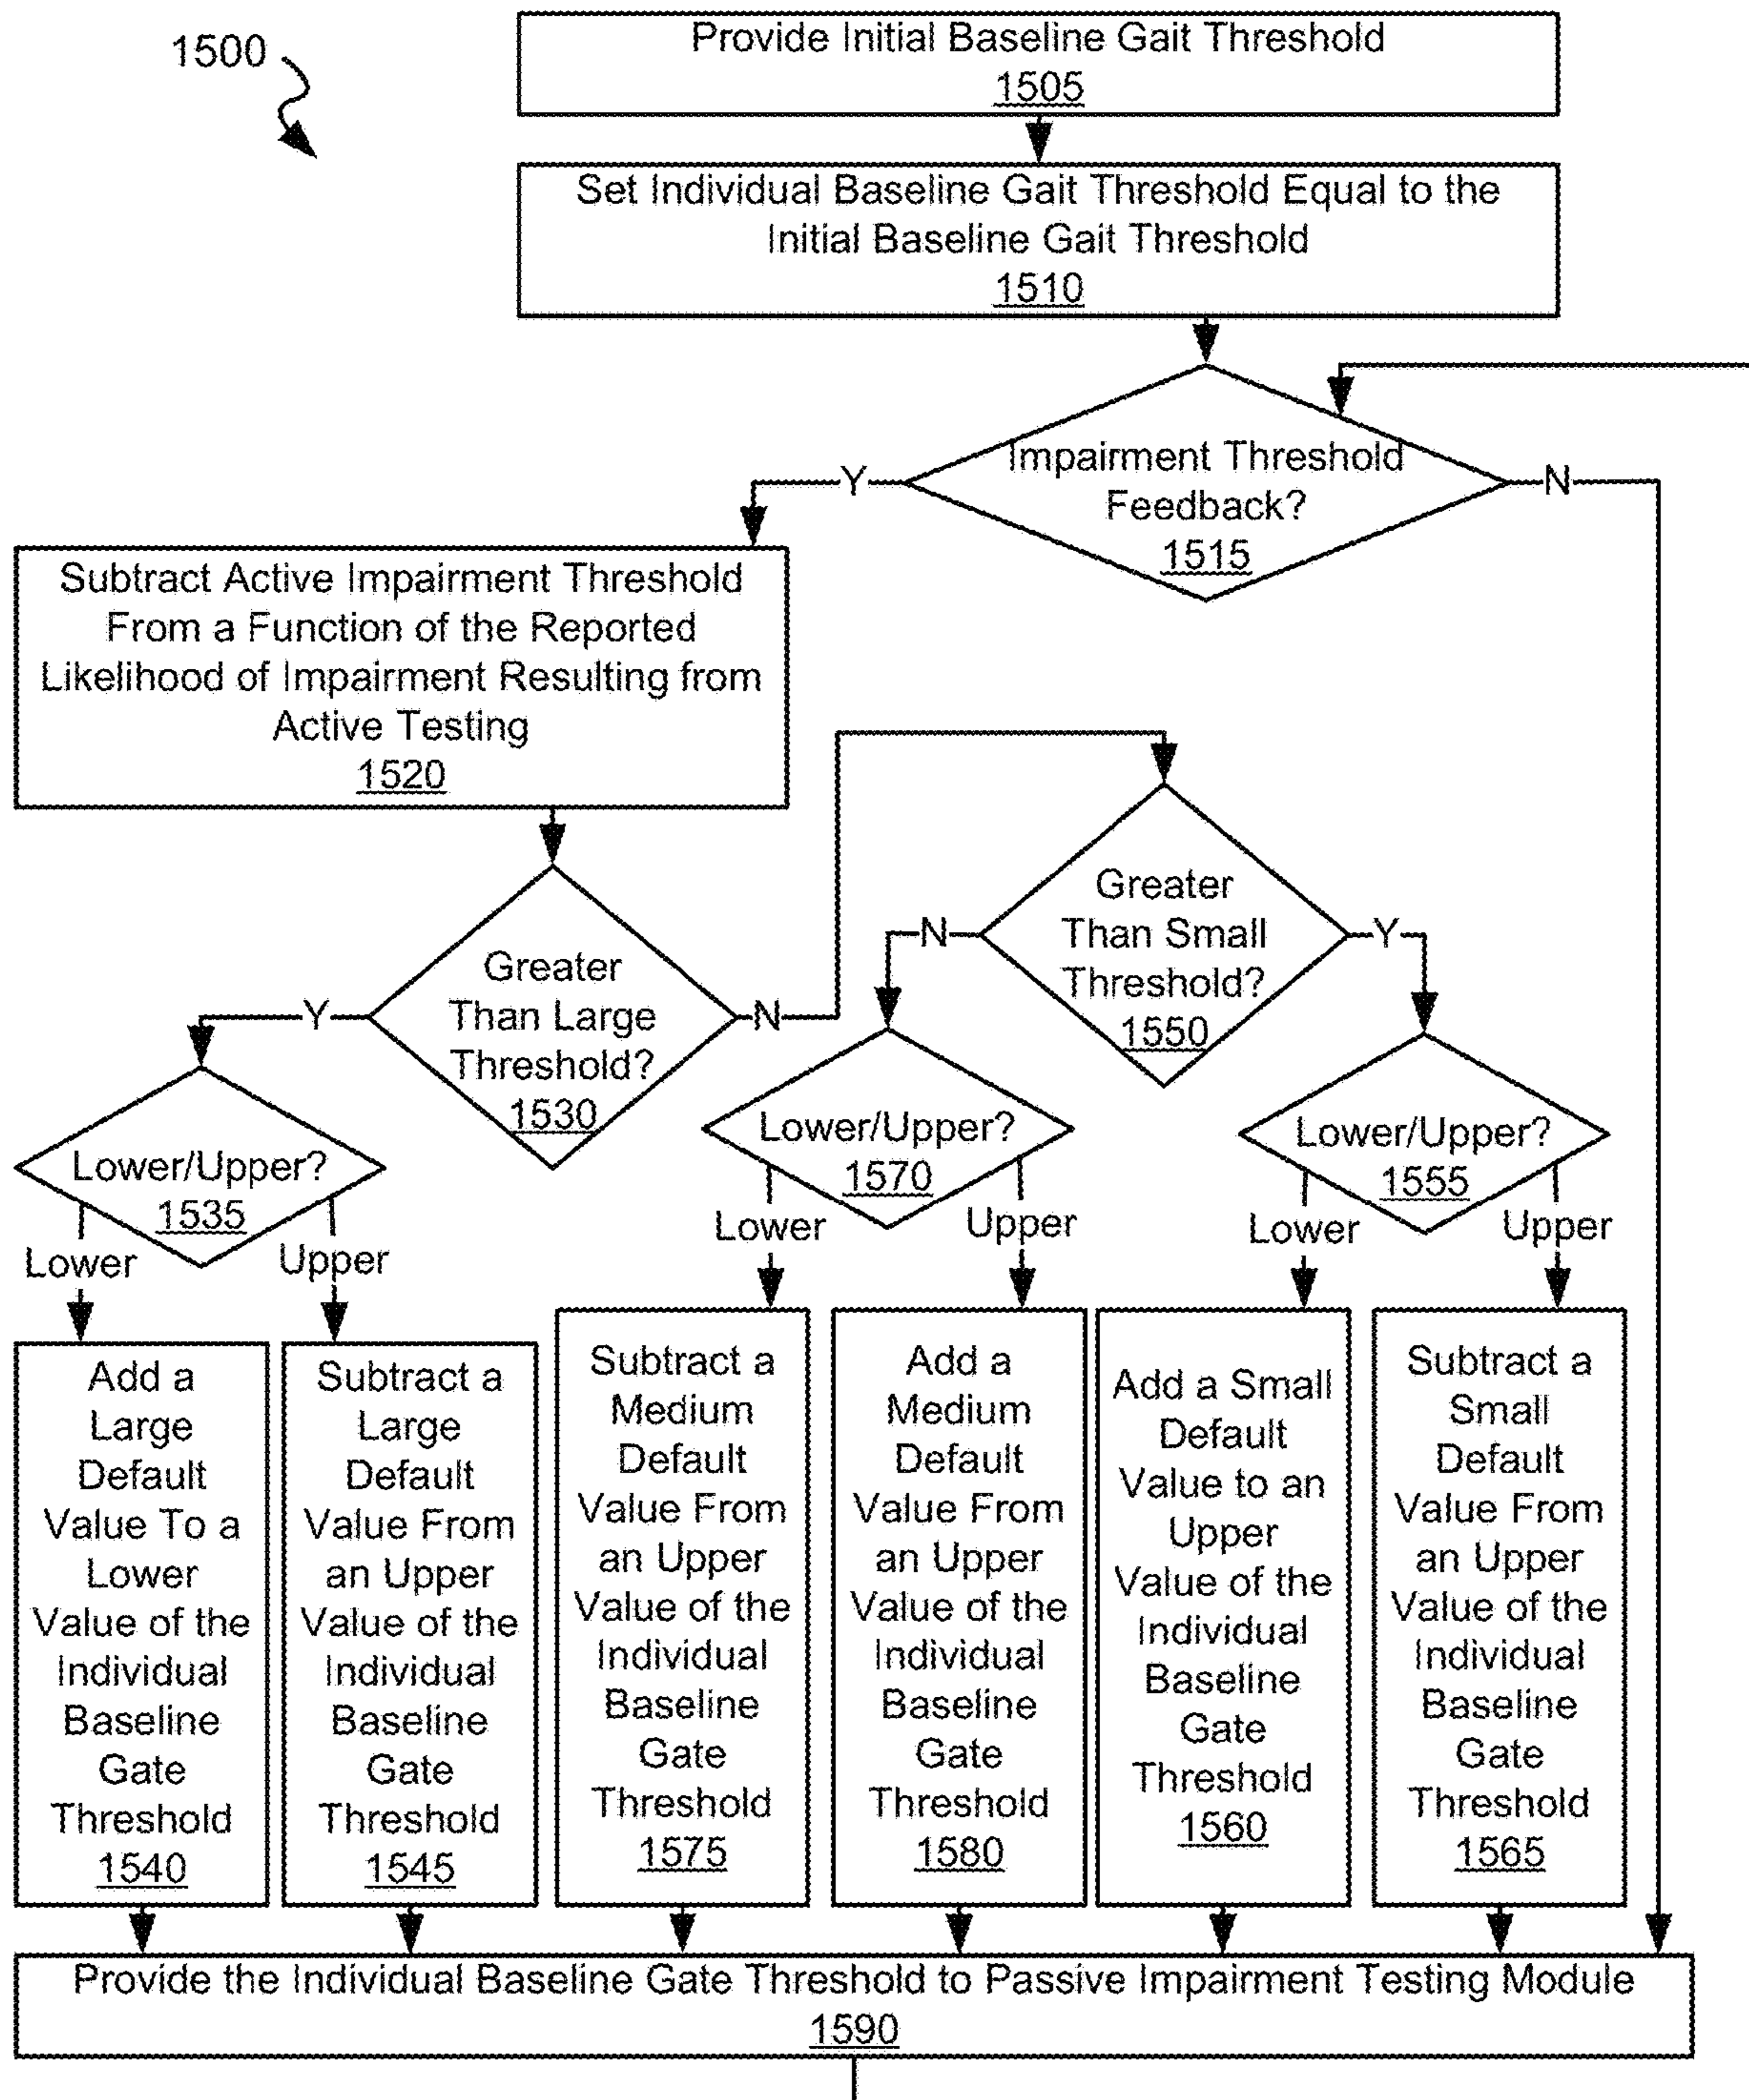 1500
Provide Initial Baseline Gait Threshold
1505
Set Individual Baseline Gait Threshold Equal to the
Initial Baseline Gait Threshold
1510
Impairment Threshold
Feedback?
1515
Y
N
Subtract Active Impairment Threshold
From a Function of the Reported
Likelihood of Impairment Resulting from
Active Testing
1520
Greater
Than Large
Threshold?
1530
Y
N
Greater
Than Small
Threshold?
1550
N
Y
Lower/Upper?
1535
Lower
Upper
Lower/Upper?
1570
Lower
Upper
Lower/Upper?
1555
Lower
Upper
Add a
Large
Default
Value To a
Lower
Value of the
Individual
Baseline
Gate
Threshold
1540
Subtract a
Large
Default
Value From
an Upper
Value of the
Individual
Baseline
Gate
Threshold
1545
Subtract a
Medium
Default
Value From
an Upper
Value of the
Individual
Baseline
Gate
Threshold
1575
Add a
Medium
Default
Value From
an Upper
Value of the
Individual
Baseline
Gate
Threshold
1580
Add a Small
Default
Value to an
Upper
Value of the
Individual
Baseline
Gate
Threshold
1560
Subtract a
Small
Default
Value From
an Upper
Value of the
Individual
Baseline
Gate
Threshold
1565
Provide the Individual Baseline Gate Threshold to Passive Impairment Testing Module
1590